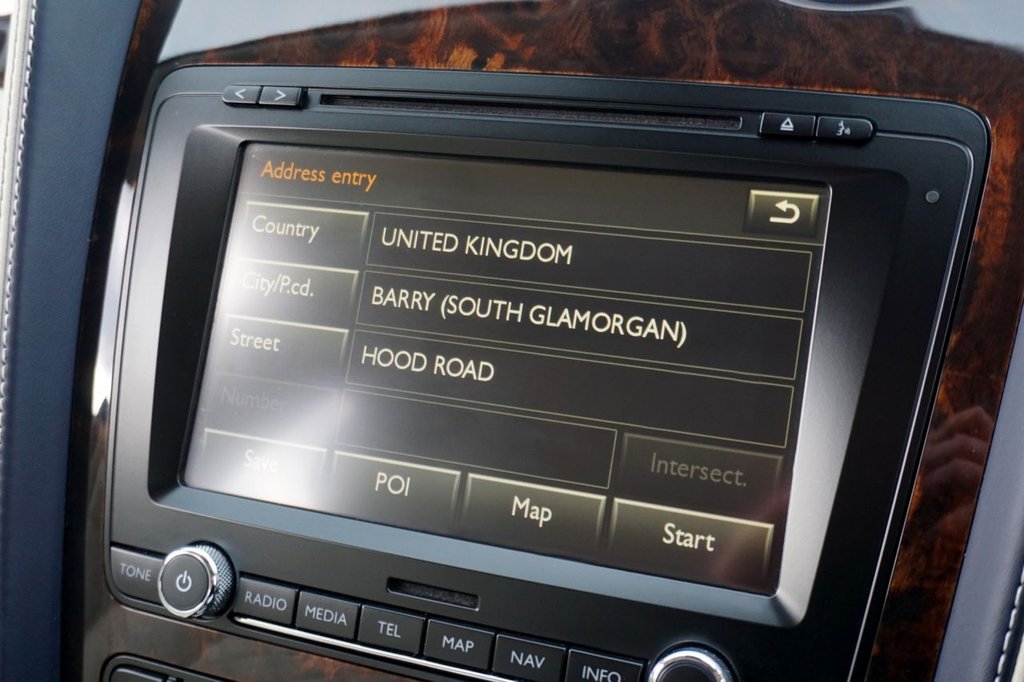 Address entry
Country UNITED KINGDOM
City/P.cd. BARRY (SOUTH GLAMORGAN)
Street HOOD ROAD
Number
Intersect.
Save POI Map Start
TONE RADIO MEDIA TEL MAP NAV INFO